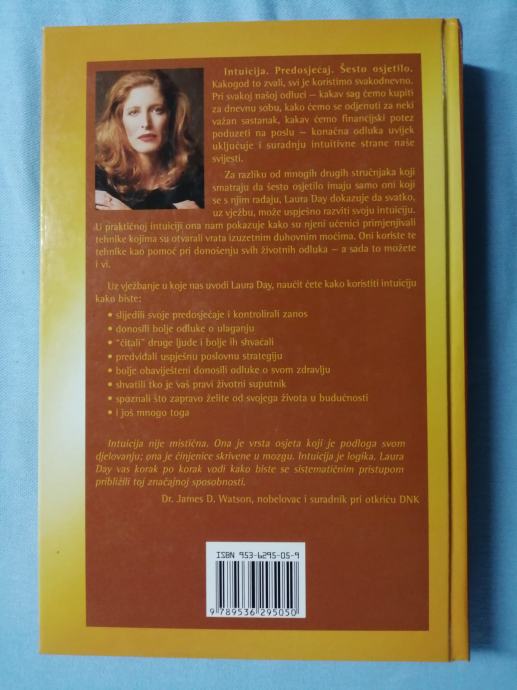 Intuicija. Predosjećaj. Šesto osjetilo.
Kakogod to zvali, svi je koristimo svakodnevno.
Pri svakoj našoj odluci – kakav sag ćemo kupiti
za dnevnu sobu, kako ćemo se odjenuti za neki
važan sastanak, kakav ćemo financijski potez
poduzeti na poslu – konačna odluka uvijek
uključuje i suradnju intuitivne strane naše
svijesti.
Za razliku od mnogih drugih stručnjaka koji
smatraju da šesto osjetilo imaju samo oni koji
se s njim rađaju, Laura Day dokazuje da svatko,
uz vježbu, može uspješno razviti svoju intuiciju.
U praktičnoj intuiciji ona nam pokazuje kako su njeni učenici primjenjivali
tehnike kojima su otvarali vrata izuzetnim duhovnim moćima. Oni koriste te
tehnike kao pomoć pri donošenju svih životnih odluka – a sada to možete
i vi.
Uz vježbanje u koje nas uvodi Laura Day, naučit ćete kako koristiti intuiciju
kako biste:
• slijedili svoje predosjećaje i kontrolirali zanos
• donosili bolje odluke o ulaganju
• "čitali" druge ljude i bolje ih shvaćali
• predviđali uspješnu poslovnu strategiju
• bolje obaviješteni donosili odluke o svom zdravlju
• shvatili tko je vaš pravi životni suputnik
• spoznali što zapravo želite od svojega života u budućnosti
• i još mnogo toga
Intuicija nije mistična. Ona je vrsta osjeta koji je podloga svom
djelovanju; ona je činjenice skrivene u mozgu. Intuicija je logika. Laura
Day vas korak po korak vodi kako biste se sistematičnim pristupom
približili toj značajnoj sposobnosti.
Dr. James D. Watson, nobelovac i suradnik pri otkriću DNK
ISBN 953-6295-05-9
9 789536 295050